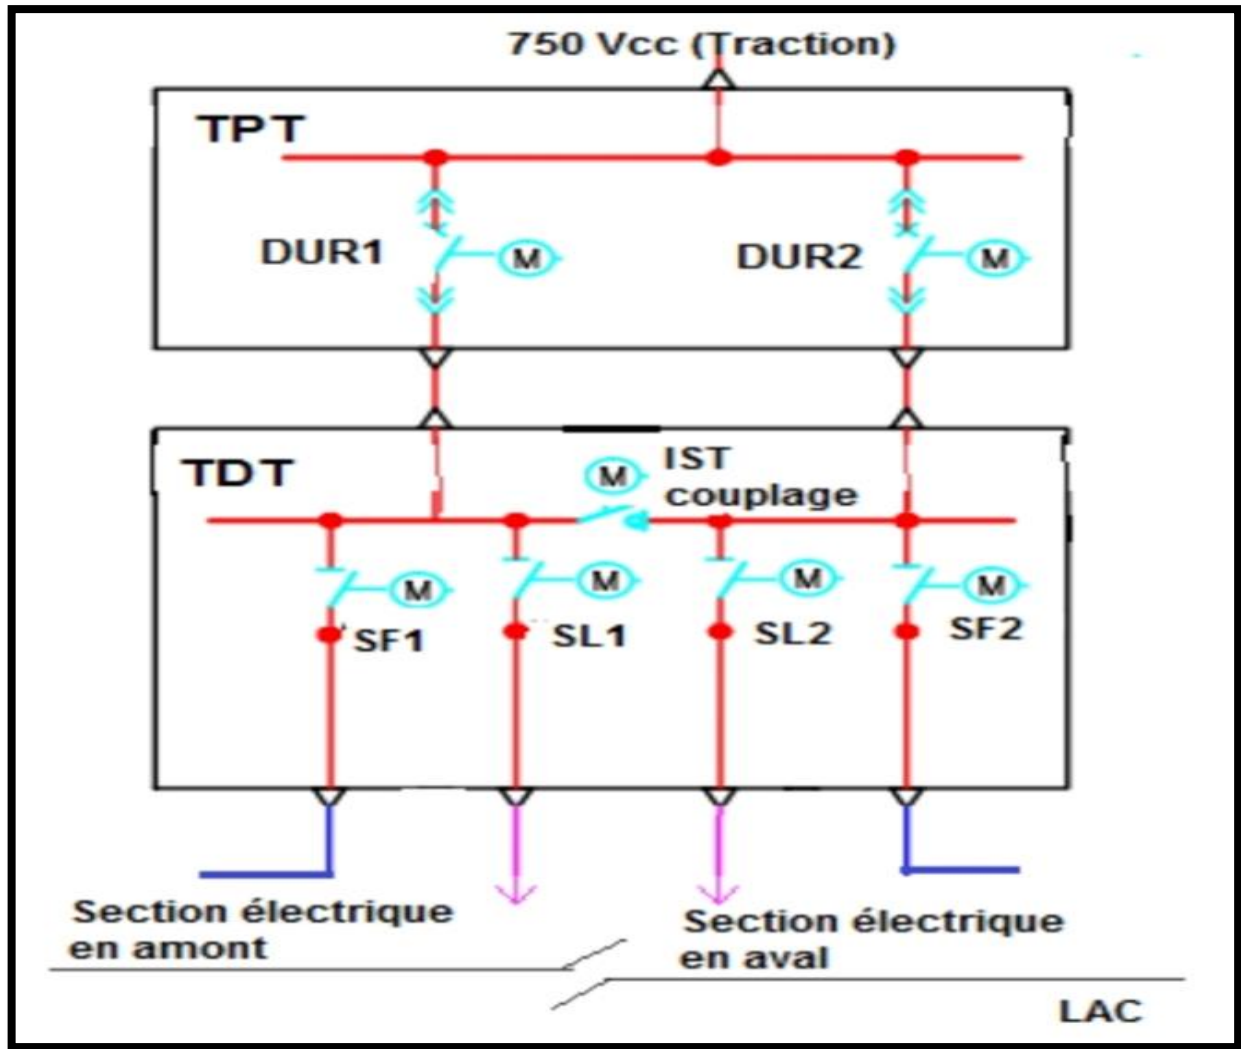 750 Vcc (Traction)
TPT
DUR1
M
DUR2
M
TDT
M
IST
couplage
M
M
M
M
SF1
SL1
SL2
SF2
Section électrique
en amont
Section électrique
en aval
LAC